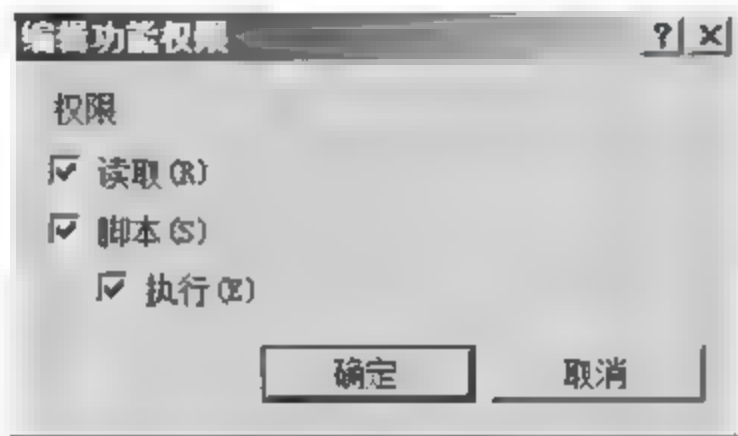 编辑功能权限
? ×
权限
读取(R)
脚本(S)
执行(E)
确定 取消